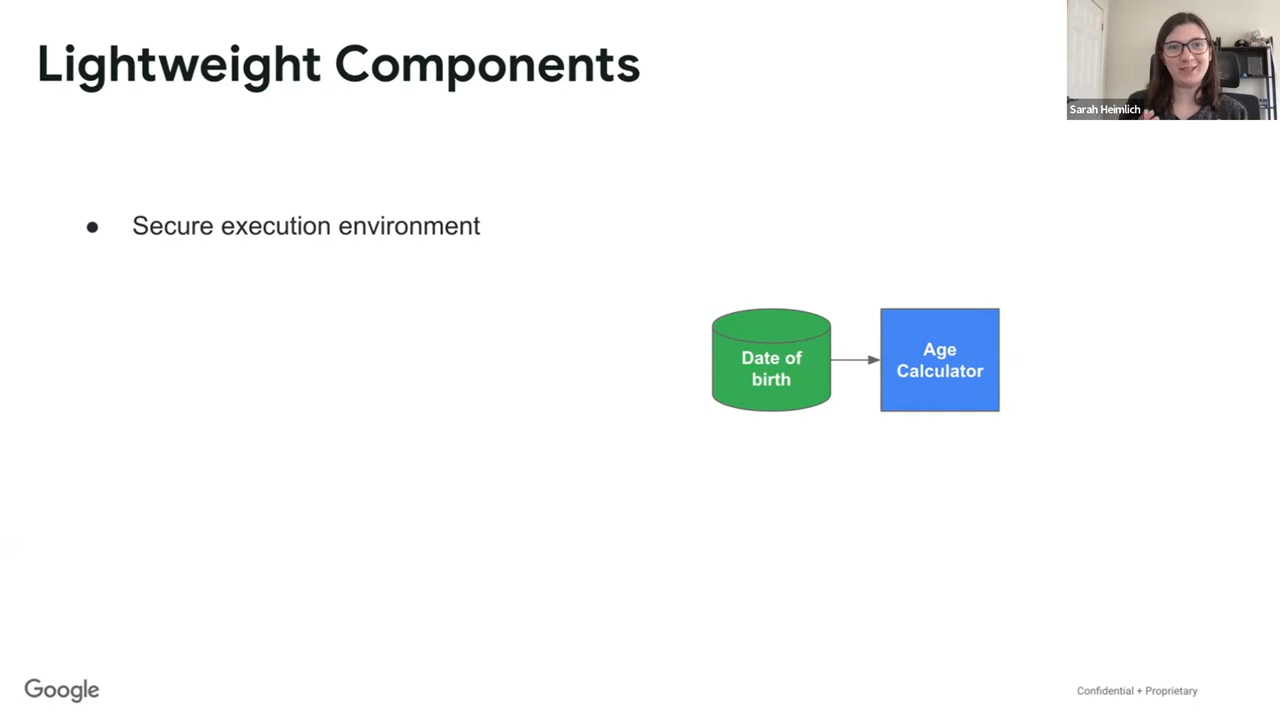 Lightweight Components
Sarah Heimlich
● Secure execution environment
Date of
birth
Age
Calculator
Google
Confidential + Proprietary